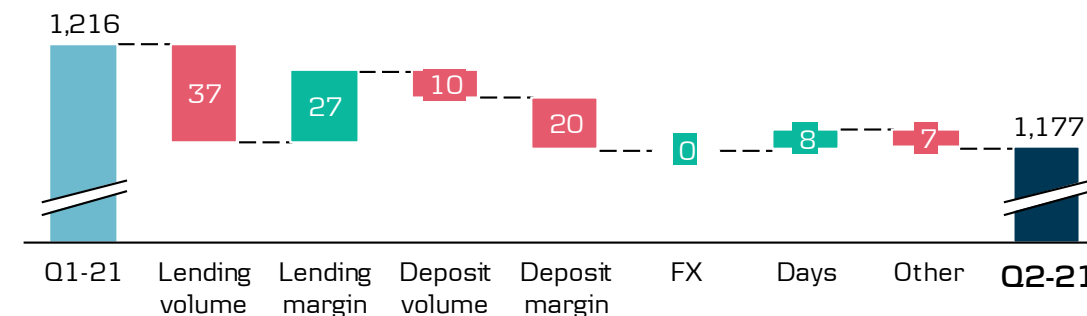 1,216
37
27
10
20
0
8
7
1,177
Q1-21
Lending volume
Lending margin
Deposit volume
Deposit margin
FX
Days
Other
Q2-21